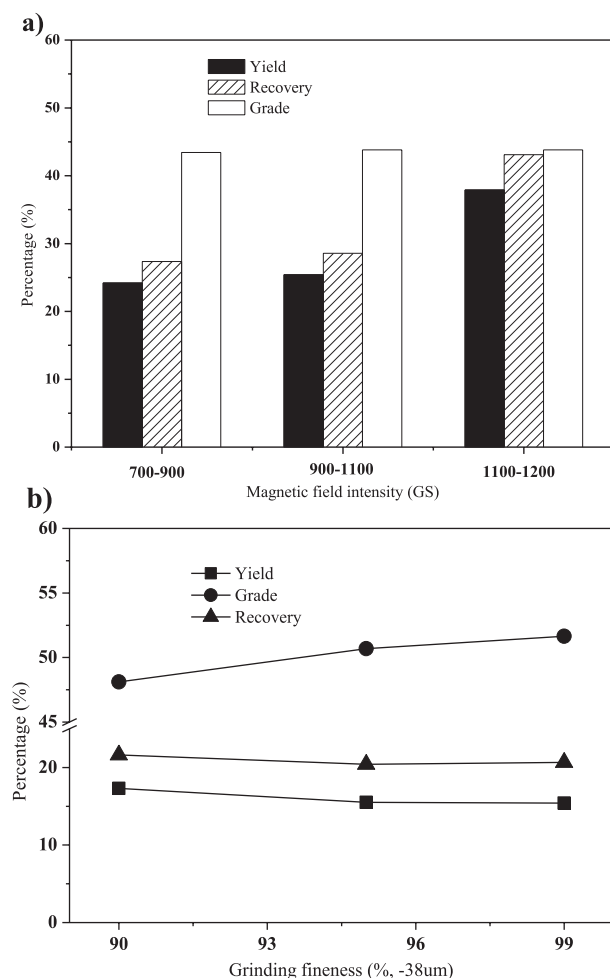 a)
60
50
40
30
20
10
0
Percentage (%)
Yield
Recovery
Grade
700-900
900-1100
1100-1200
Magnetic field intensity (GS)
b)
60
55
50
45
20
10
0
Percentage (%)
Yield
Grade
Recovery
90
93
96
99
Grinding fineness (%, -38um)